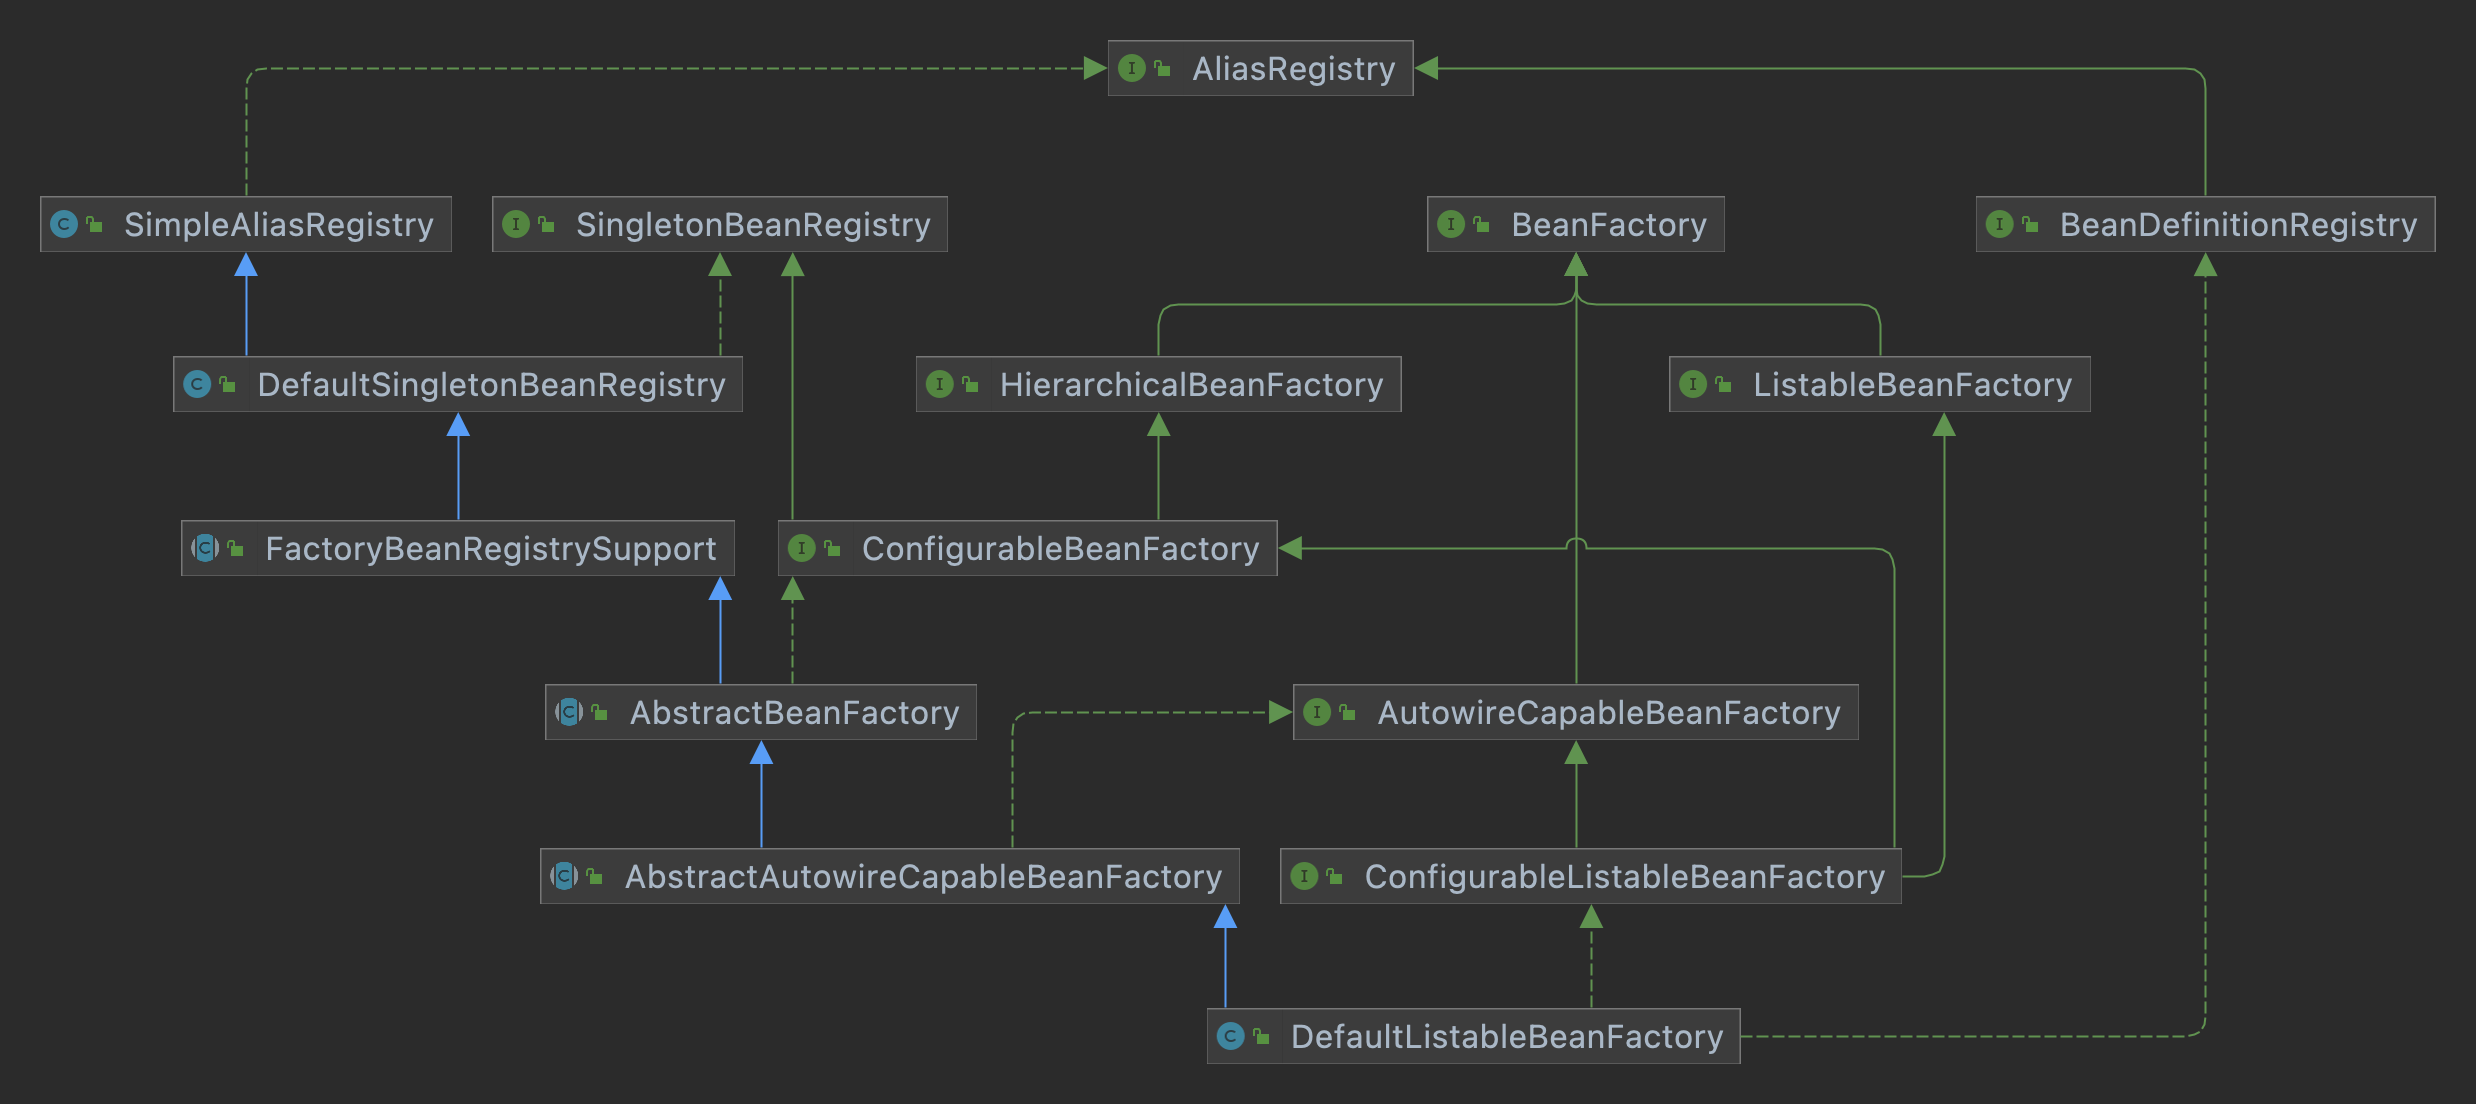 AliasRegistry
SimpleAliasRegistry
SingletonBeanRegistry
BeanFactory
BeanDefinitionRegistry
DefaultSingletonBeanRegistry
HierarchicalBeanFactory
ListableBeanFactory
FactoryBeanRegistrySupport
ConfigurableBeanFactory
AbstractBeanFactory
AutowireCapableBeanFactory
AbstractAutowireCapableBeanFactory
ConfigurableListableBeanFactory
DefaultListableBeanFactory